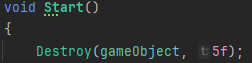 void Start()
{
Destroy(gameObject, t: 5f);